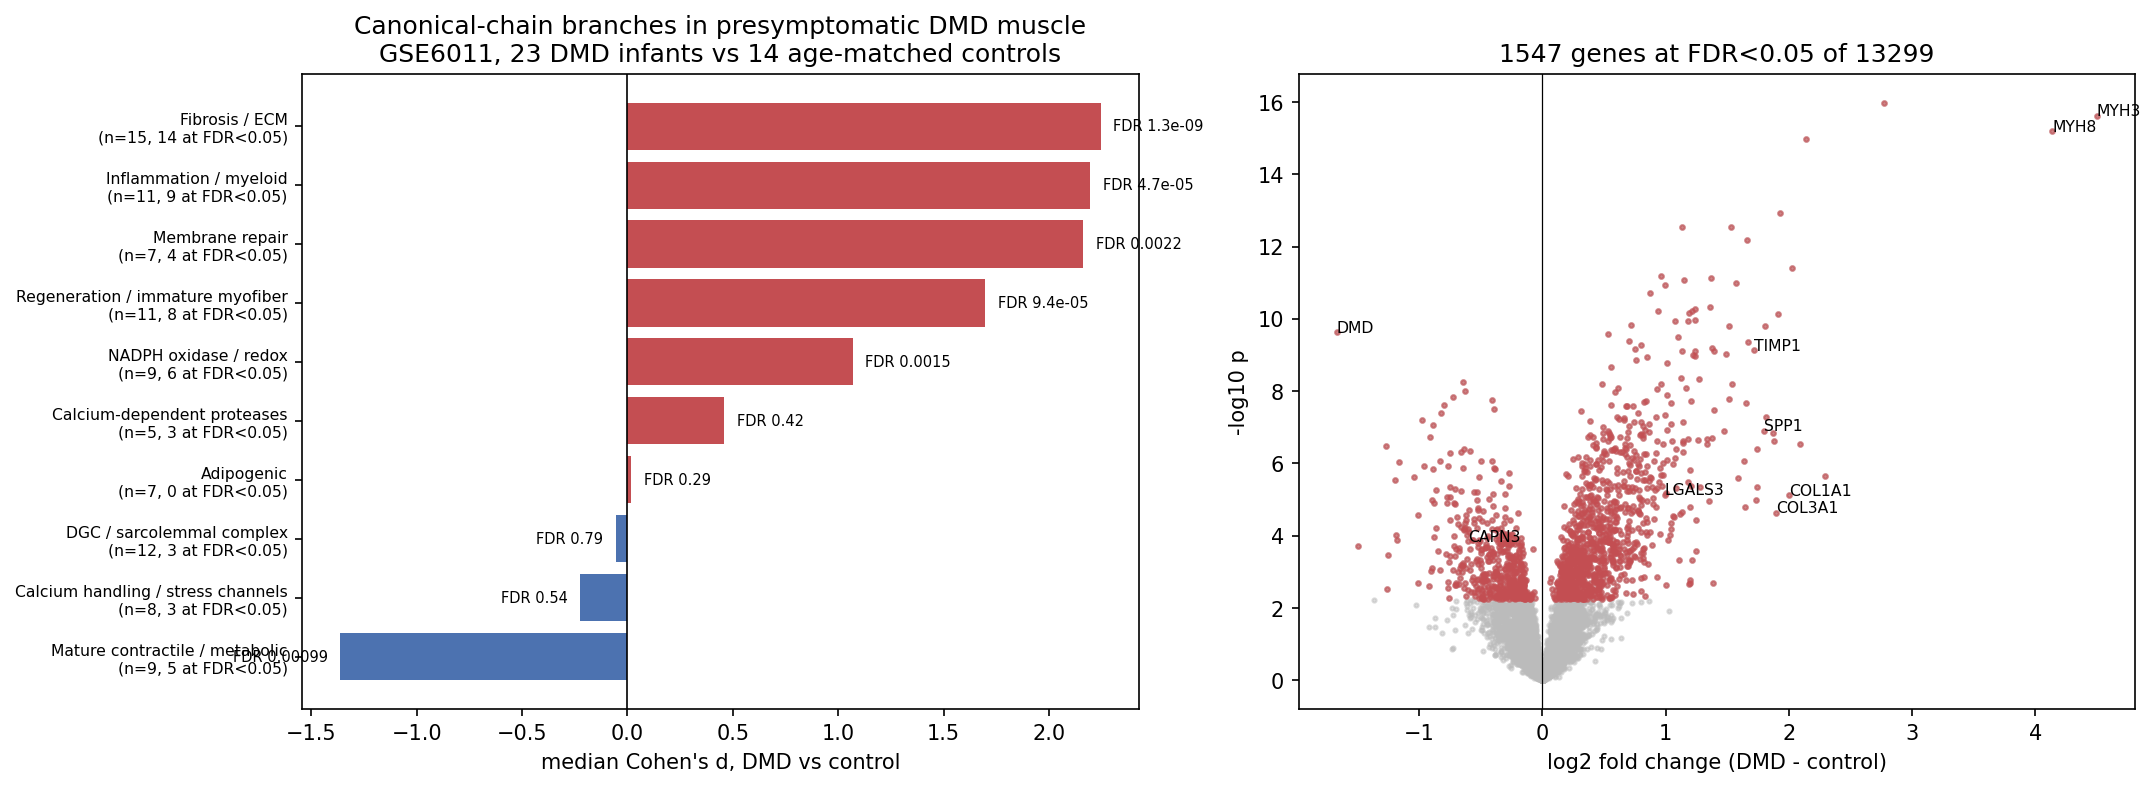 Canonical-chain branches in presymptomatic DMD muscle
GSE6011, 23 DMD infants vs 14 age-matched controls
Fibrosis / ECM
(n=15, 14 at FDR<0.05)
FDR 1.3e-09
Inflammation / myeloid
(n=11, 9 at FDR<0.05)
FDR 4.7e-05
Membrane repair
(n=7, 4 at FDR<0.05)
FDR 0.0022
Regeneration / immature myofiber
(n=11, 8 at FDR<0.05)
FDR 9.4e-05
NADPH oxidase / redox
(n=9, 6 at FDR<0.05)
FDR 0.0015
Calcium-dependent proteases
(n=5, 3 at FDR<0.05)
FDR 0.42
Adipogenic
(n=7, 0 at FDR<0.05)
FDR 0.29
DGC / sarcolemmal complex
(n=12, 3 at FDR<0.05)
FDR 0.79
Calcium handling / stress channels
(n=8, 3 at FDR<0.05)
FDR 0.54
Mature contractile / metabolic
(n=9, 5 at FDR<0.05)
FDR 0.00099
−1.5 −1.0 −0.5 0.0 0.5 1.0 1.5 2.0
median Cohen's d, DMD vs control
1547 genes at FDR<0.05 of 13299
-log10 p
16
14
12
10
8
6
4
2
0
MYH3
MYH8
DMD
TIMP1
SPP1
LGALS3
COL1A1
COL3A1
CAPN3
−1 0 1 2 3 4
log2 fold change (DMD - control)